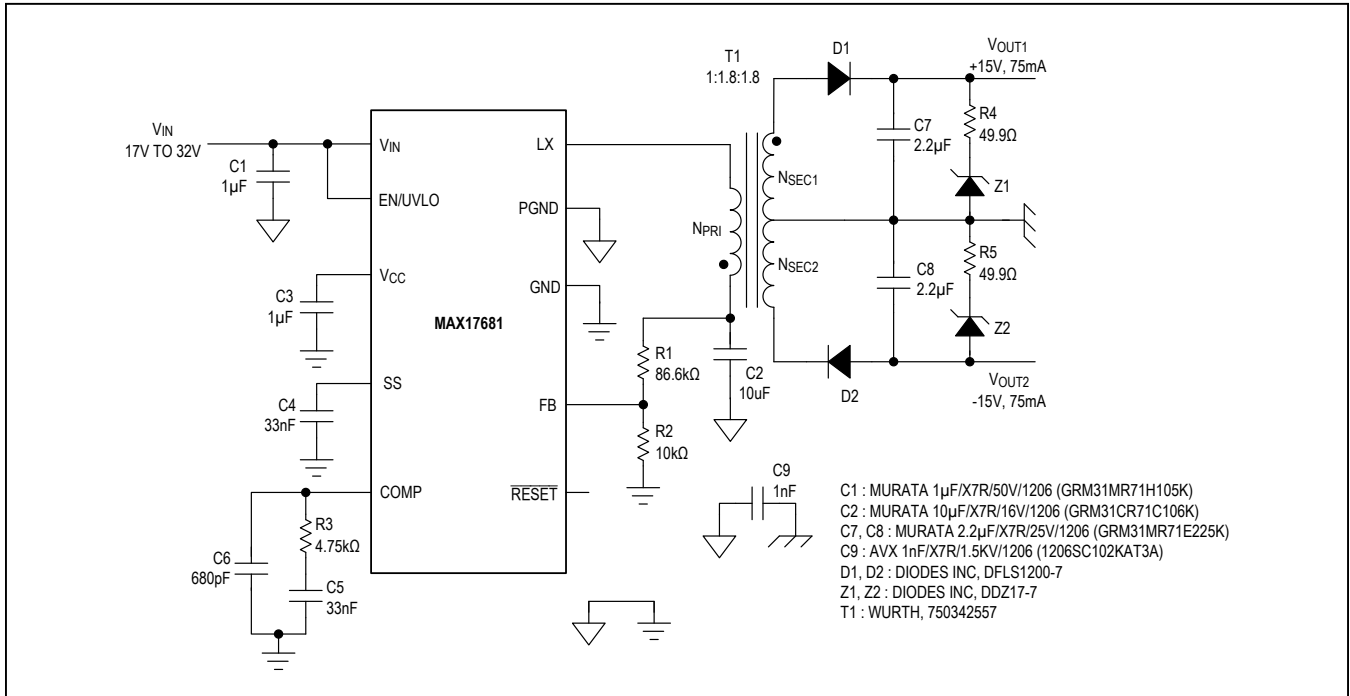 VIN
17V TO 32V
C1
1µF
VIN
EN/UVLO
VCC
C3
1µF
SS
C4
33nF
COMP
R3
4.75kΩ
C6
680pF
C5
33nF
MAX17681
LX
PGND
GND
FB
RESET
R1
86.6kΩ
R2
10kΩ
C2
10uF
T1
1:1.8:1.8
NPRI
NSEC1
NSEC2
D1
D2
C7
2.2µF
C8
2.2µF
VOUT1
+15V, 75mA
R4
49.9Ω
Z1
R5
49.9Ω
Z2
VOUT2
-15V, 75mA
C9
1nF
C1 : MURATA 1µF/X7R/50V/1206 (GRM31MR71H105K)
C2 : MURATA 10µF/X7R/16V/1206 (GRM31CR71C106K)
C7, C8 : MURATA 2.2µF/X7R/25V/1206 (GRM31MR71E225K)
C9 : AVX 1nF/X7R/1.5KV/1206 (1206SC102KAT3A)
D1, D2 : DIODES INC, DFLS1200-7
Z1, Z2 : DIODES INC, DDZ17-7
T1 : WURTH, 750342557